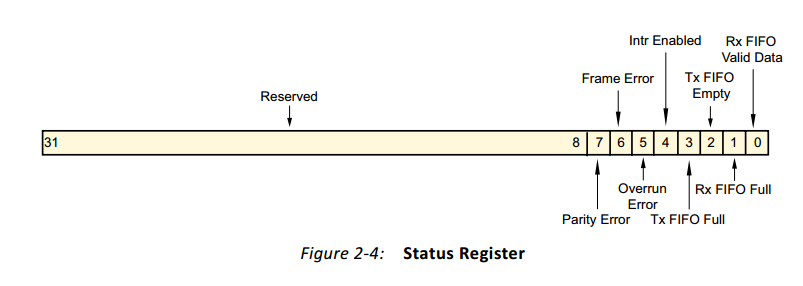 Intr Enabled
Rx FIFO
Valid Data
Frame Error
Tx FIFO
Empty
Reserved
31 8 7 6 5 4 3 2 1 0
Overrun
Error
Rx FIFO Full
Parity Error
Tx FIFO Full
Figure 2-4: Status Register